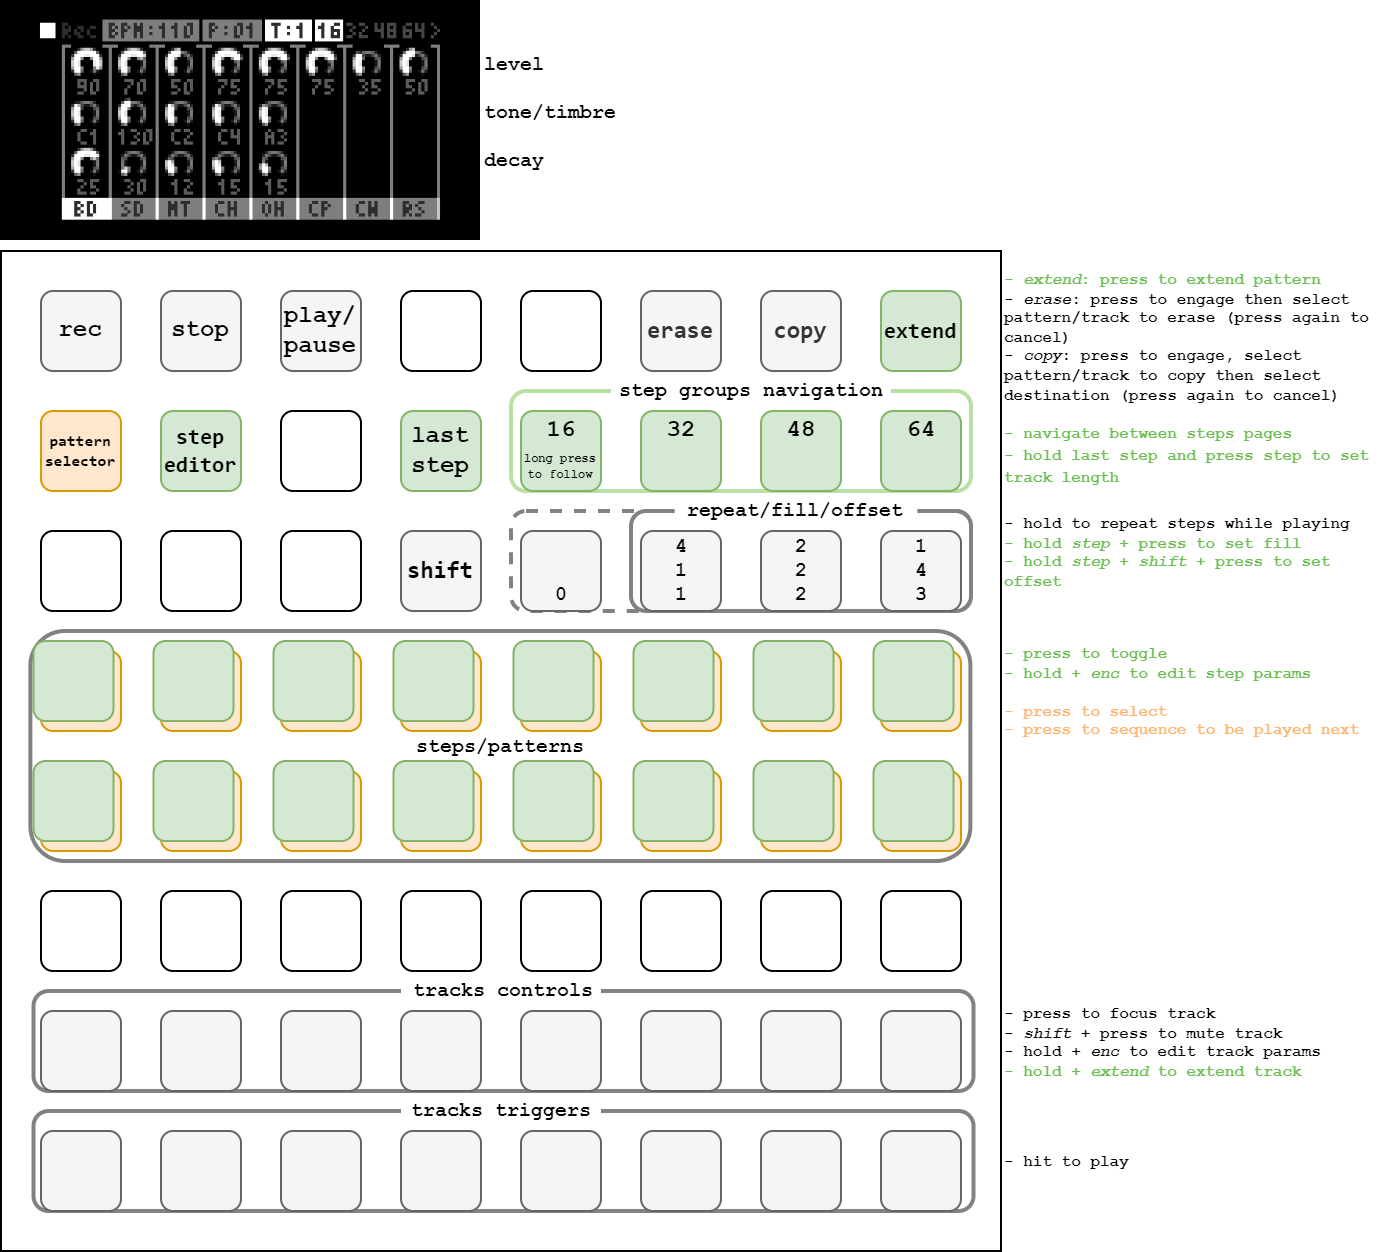 Rec BPM:110 P:01 T:1 16 32 48 64 >
level
90 70 50 75 75 75 35 50
tone/timbre
C1 130 C2 C4 A3
decay
25 30 12 15 15
BD SD MT CH OH CP CW RS
rec
stop
play/
pause
erase
copy
extend
- extend: press to extend pattern
- erase: press to engage then select
pattern/track to erase (press again to
cancel)
- copy: press to engage, select
pattern/track to copy then select
destination (press again to cancel)
step groups navigation
pattern
selector
step
editor
last
step
16
long press
to follow
32
48
64
- navigate between steps pages
- hold last step and press step to set
track length
repeat/fill/offset
shift
0
4
1
1
2
2
2
1
4
3
- hold to repeat steps while playing
- hold step + press to set fill
- hold step + shift + press to set
offset
steps/patterns
- press to toggle
- hold + enc to edit step params
- press to select
- press to sequence to be played next
tracks controls
- press to focus track
- shift + press to mute track
- hold + enc to edit track params
- hold + extend to extend track
tracks triggers
- hit to play